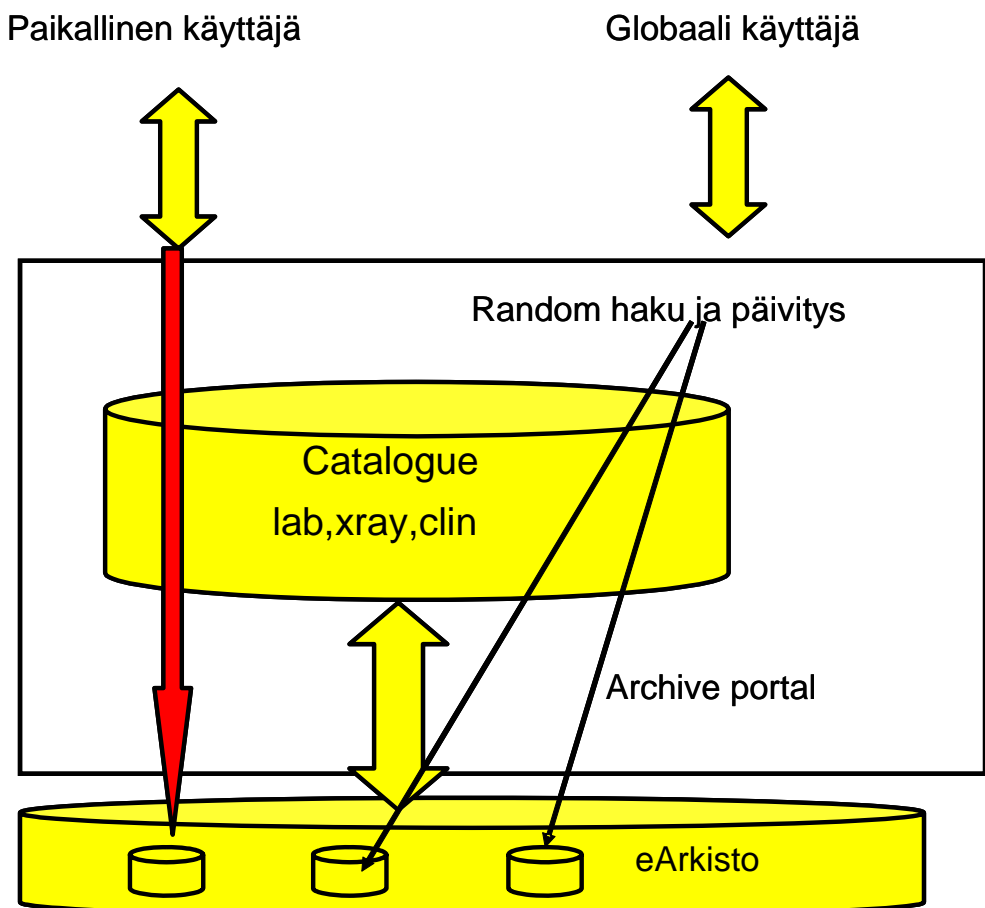 Paikallinen käyttäjä
Globaali käyttäjä
Random haku ja päivitys
Catalogue
lab,xray,clin
Archive portal
eArkisto